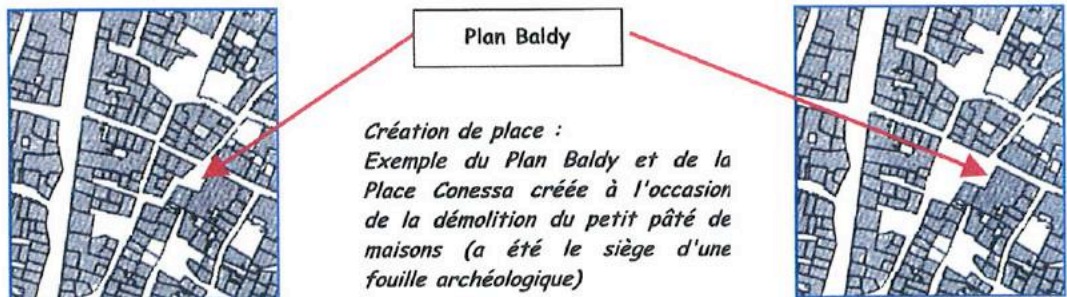 Plan Baldy
Création de place :
Exemple du Plan Baldy et de la
Place Conessa créée à l'occasion
de la démolition du petit pâté de
maisons (a été le siège d'une
fouille archéologique)